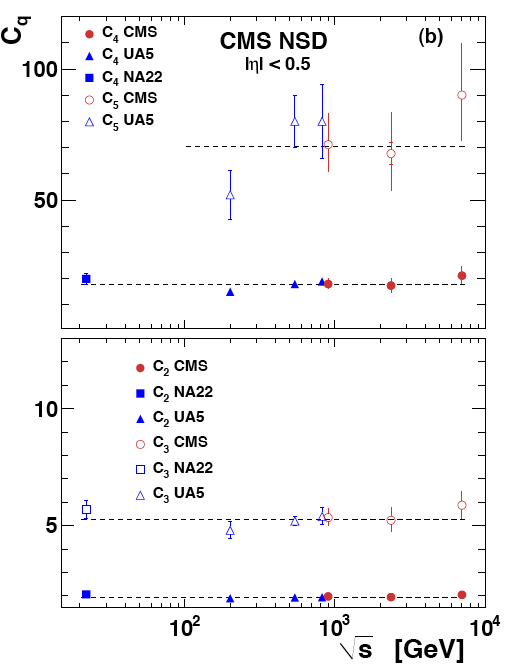 C_q
CMS NSD
(b)
|η| < 0.5
C_4 CMS
C_4 UA5
C_4 NA22
C_5 CMS
C_5 UA5
100
50
C_2 CMS
C_2 NA22
C_2 UA5
C_3 CMS
C_3 NA22
C_3 UA5
10
5
10^2
10^3
10^4
√s [GeV]